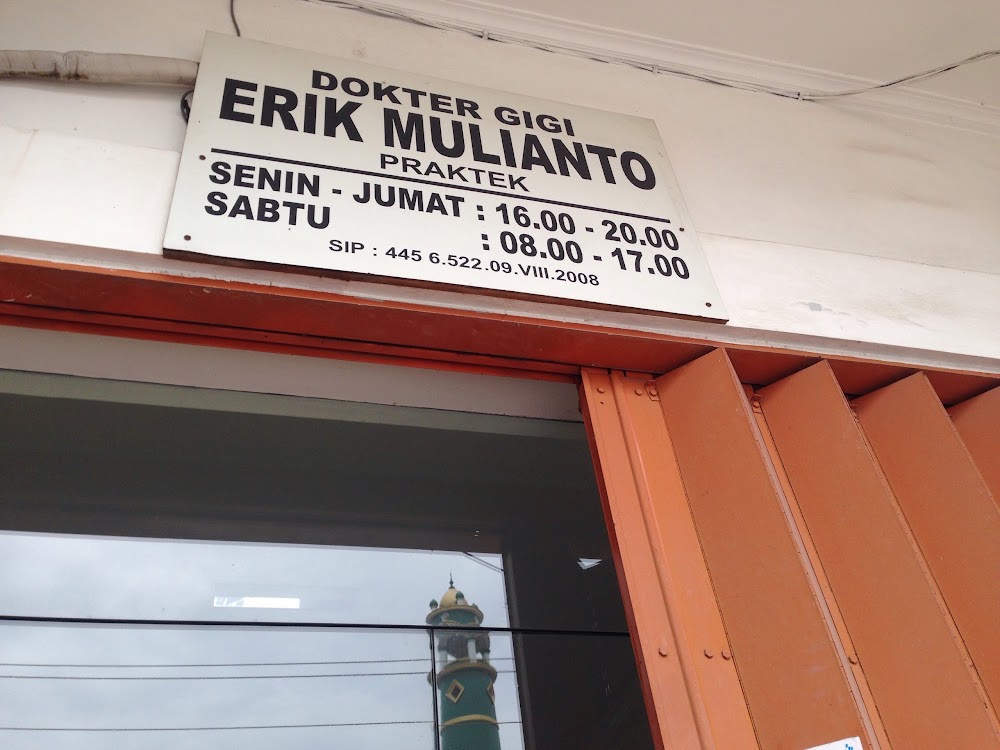 DOKTER GIGI
ERIK MULIANTO
PRAKTEK
SENIN - JUMAT : 16.00 - 20.00
SABTU : 08.00 - 17.00
SIP : 445 6.522.09.VIII.2008